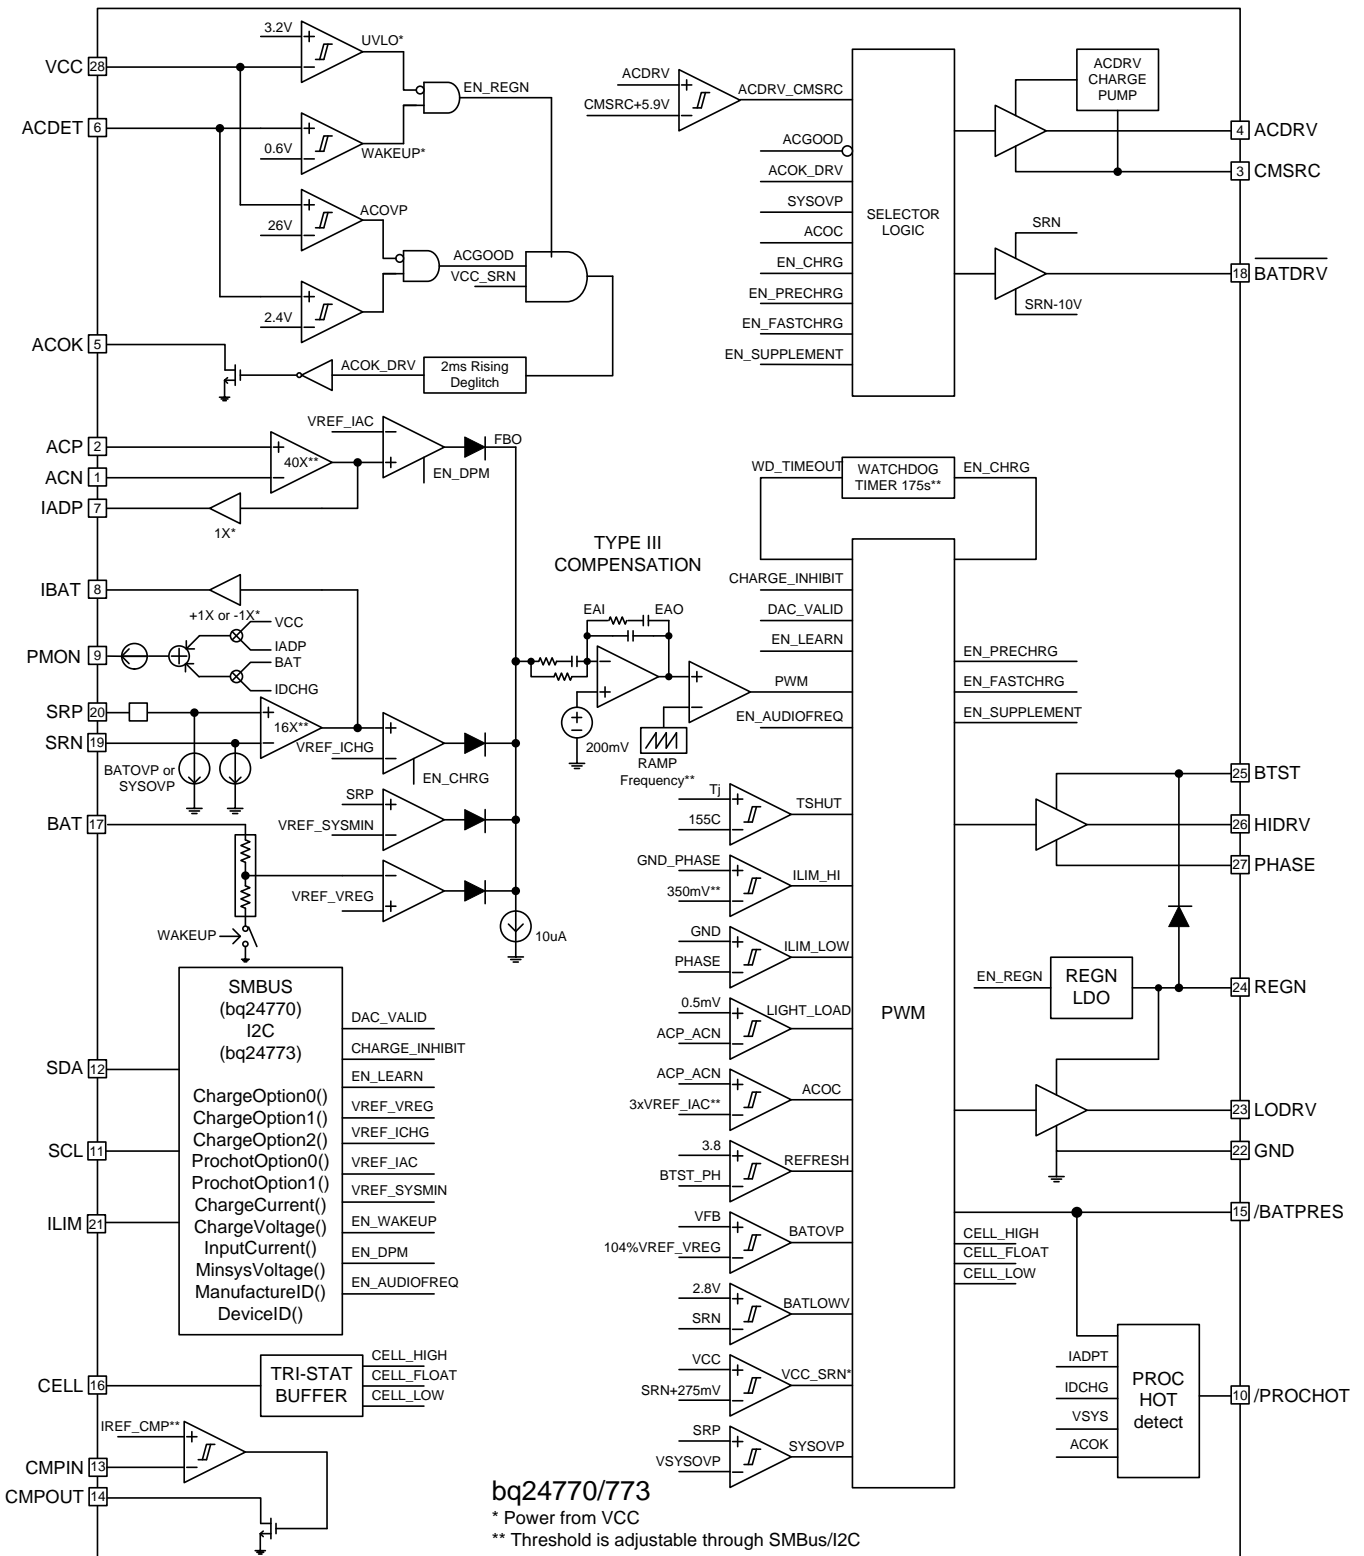 3.2V
UVLO*
VCC
28
EN_REGN
ACDET
6
0.6V
WAKEUP*
ACOVP
26V
ACGOOD
VCC_SRN
2.4V
ACOK
5
ACOK_DRV
2ms Rising
Deglitch
ACDRV
CMSRC+5.9V
ACDRV_CMSRC
ACGOOD
ACOK_DRV
SYSOVP
ACOC
EN_CHRG
EN_PRECHRG
EN_FASTCHRG
EN_SUPPLEMENT
SELECTOR
LOGIC
ACDRV
CHARGE
PUMP
4
ACDRV
3
CMSRC
SRN
18
BATDRV
SRN-10V
ACP
2
ACN
1
IADP
7
40X**
1X*
VREF_IAC
FBO
EN_DPM
IBAT
8
+1X or -1X*
VCC
IADP
BAT
IDCHG
PMON
9
SRP
20
SRN
19
16X**
BATOVP or
SYSOVP
VREF_ICHG
EN_CHRG
SRP
VREF_SYSMIN
BAT
17
VREF_VREG
WAKEUP
10uA
TYPE III
COMPENSATION
EAI
EAO
200mV
RAMP
Frequency**
WD_TIMEOUT
WATCHDOG
TIMER 175s**
EN_CHRG
CHARGE_INHIBIT
DAC_VALID
EN_LEARN
PWM
EN_AUDIOFREQ
EN_PRECHRG
EN_FASTCHRG
EN_SUPPLEMENT
Tj
155C
TSHUT
GND_PHASE
350mV**
ILIM_HI
GND
PHASE
ILIM_LOW
0.5mV
ACP_ACN
LIGHT_LOAD
ACP_ACN
3xVREF_IAC**
ACOC
3.8
BTST_PH
REFRESH
VFB
104%VREF_VREG
BATOVP
2.8V
SRN
BATLOWV
VCC
SRN+275mV
VCC_SRN*
SRP
VSYSOVP
SYSOVP
PWM
25
BTST
26
HIDRV
27
PHASE
EN_REGN
REGN
LDO
24
REGN
23
LODRV
22
GND
15
/BATPRES
CELL_HIGH
CELL_FLOAT
CELL_LOW
IADPT
IDCHG
VSYS
ACOK
PROC
HOT
detect
10
/PROCHOT
SMBUS
(bq24770)
I2C
(bq24773)
ChargeOption0()
ChargeOption1()
ChargeOption2()
ProchotOption0()
ProchotOption1()
ChargeCurrent()
ChargeVoltage()
InputCurrent()
MinsysVoltage()
ManufactureID()
DeviceID()
DAC_VALID
CHARGE_INHIBIT
EN_LEARN
VREF_VREG
VREF_ICHG
VREF_IAC
VREF_SYSMIN
EN_WAKEUP
EN_DPM
EN_AUDIOFREQ
SDA
12
SCL
11
ILIM
21
CELL
16
TRI-STAT
BUFFER
CELL_HIGH
CELL_FLOAT
CELL_LOW
IREF_CMP**
CMPIN
13
CMPOUT
14
bq24770/773
* Power from VCC
** Threshold is adjustable through SMBus/I2C